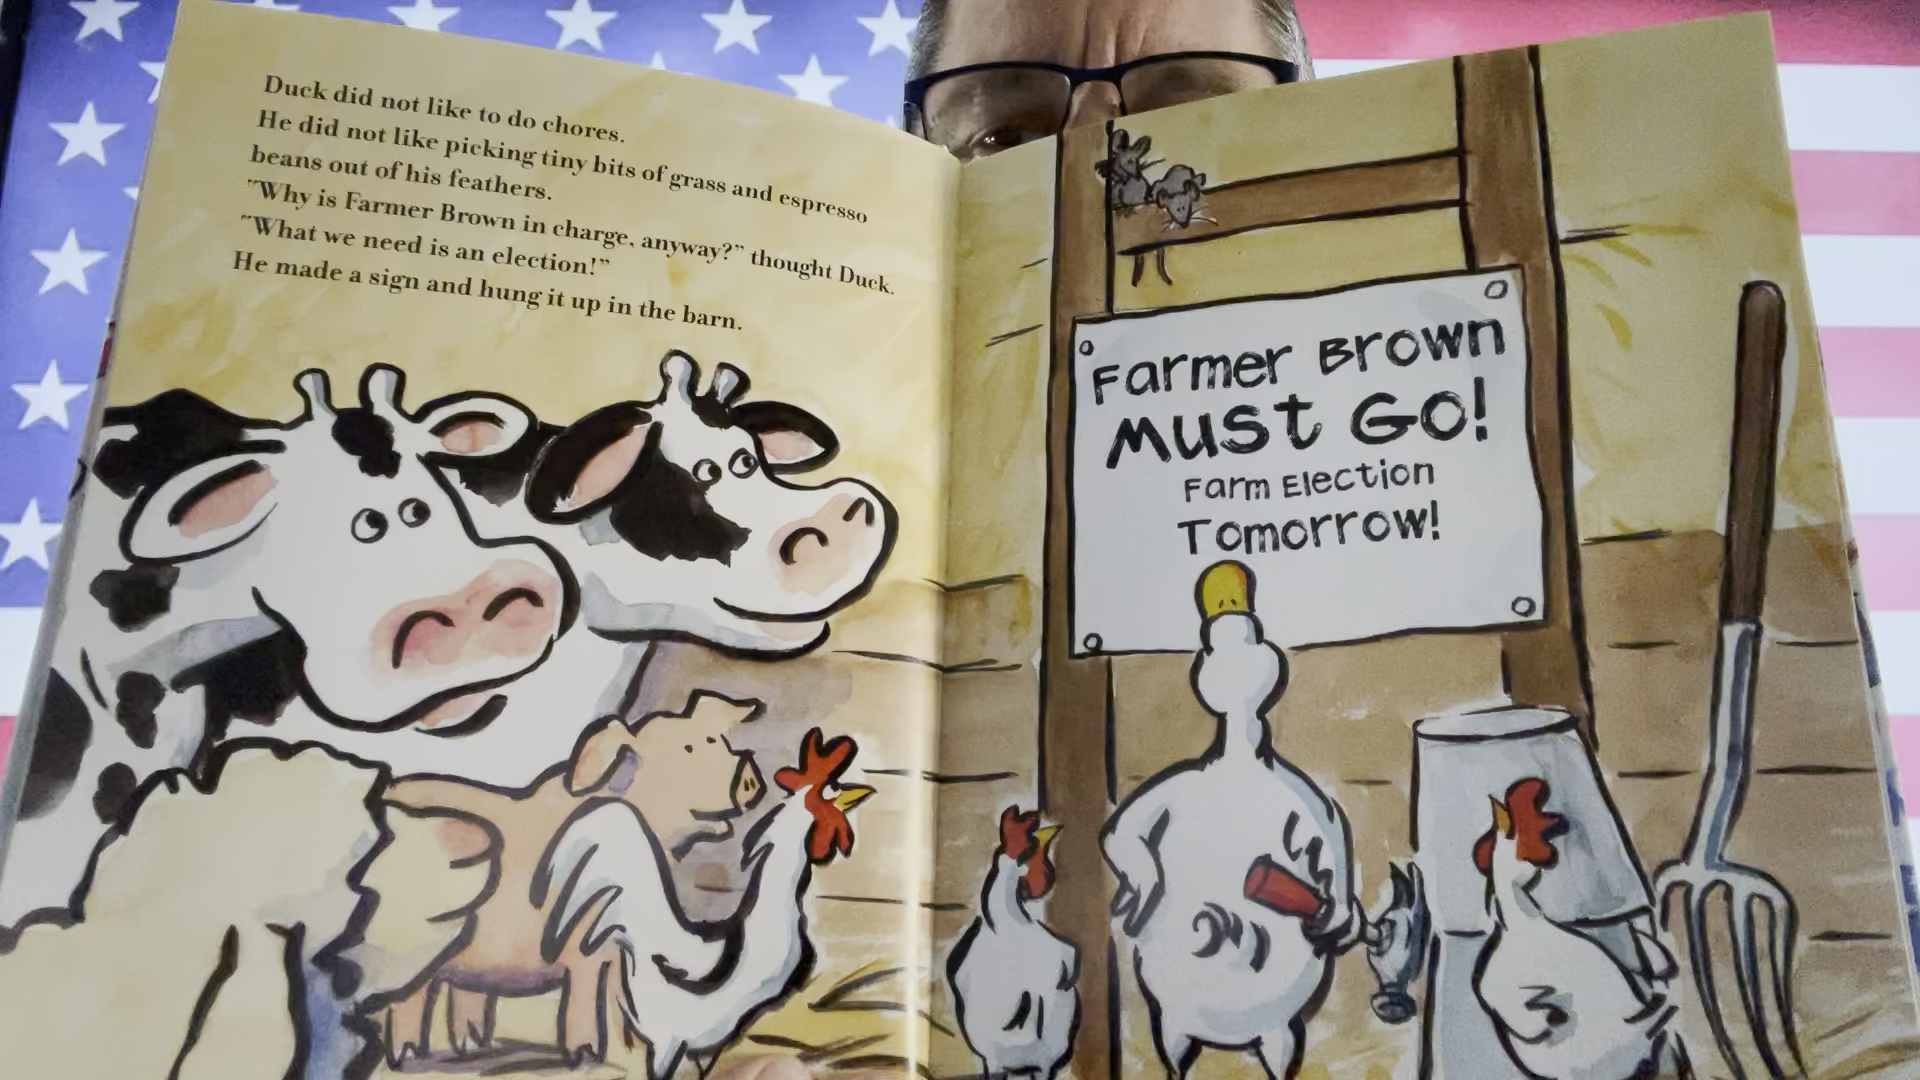 Duck did not like to do chores.
He did not like picking tiny bits of grass and espresso
beans out of his feathers.
"Why is Farmer Brown in charge, anyway?" thought Duck.
"What we need is an election!"
He made a sign and hung it up in the barn.
Farmer Brown
Must Go!
Farm Election
Tomorrow!